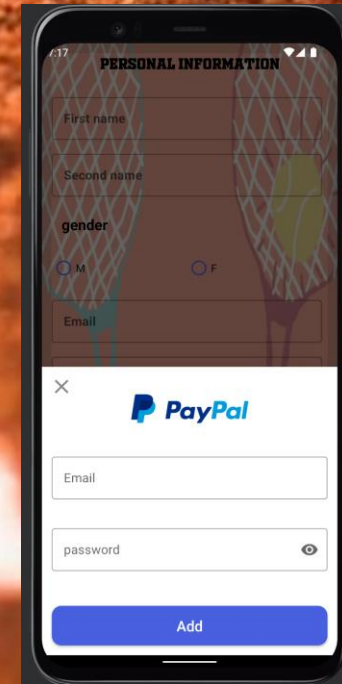 7:17
PERSONAL INFORMATION
First name
Second name
gender
M F
Email
PayPal
Email
password
Add